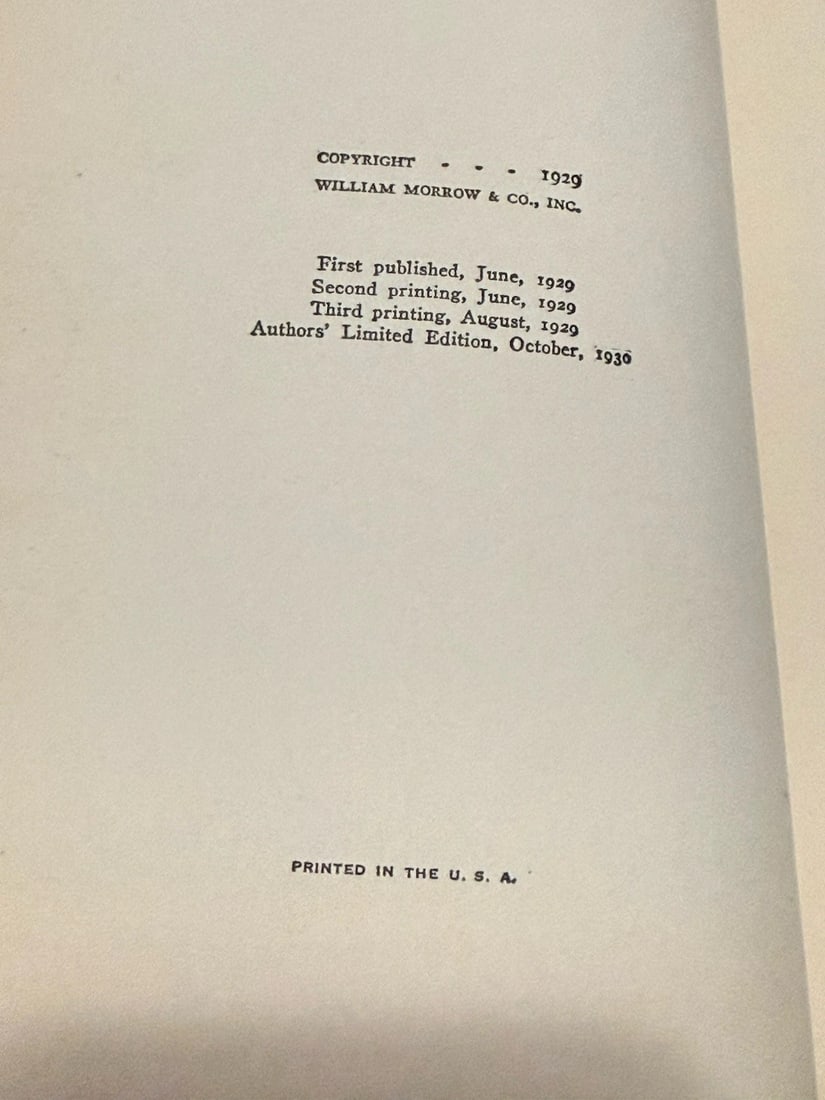 COPYRIGHT - - - 1929
WILLIAM MORROW & CO., INC.
First published, June, 1929
Second printing, June, 1929
Third printing, August, 1929
Authors' Limited Edition, October, 1930
PRINTED IN THE U. S. A.